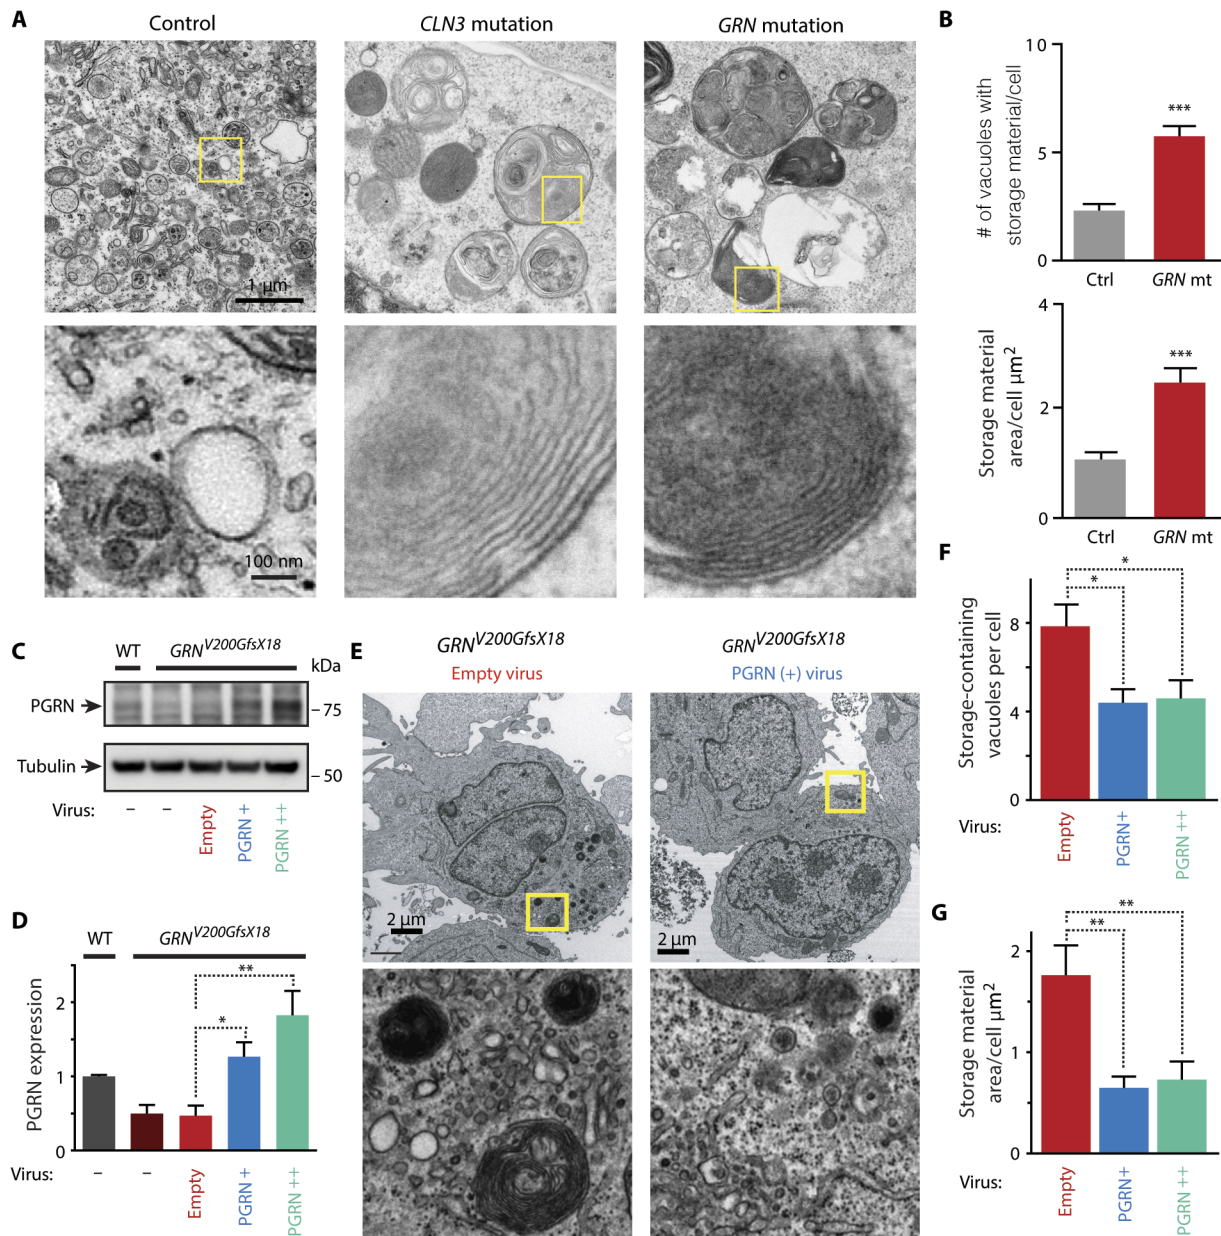 A
Control
CLN3 mutation
GRN mutation
1 µm
100 nm
B
# of vacuoles with
storage material/cell
10
5
0
***
Ctrl
GRN mt
Storage material
area/cell µm2
4
2
0
***
Ctrl
GRN mt
C
WT
GRNV200GfsX18
kDa
PGRN
– 75
Tubulin
– 50
Virus:
–
–
Empty
PGRN +
PGRN ++
D
WT
GRNV200GfsX18
PGRN expression
2
1
0
*
**
Virus:
–
–
Empty
PGRN +
PGRN ++
E
GRNV200GfsX18
Empty virus
GRNV200GfsX18
PGRN (+) virus
2 µm
2 µm
F
Storage-containing
vacuoles per cell
8
4
0
*
*
Virus:
Empty
PGRN+
PGRN ++
G
Storage material
area/cell µm2
2
1
0
**
**
Virus:
Empty
PGRN+
PGRN ++